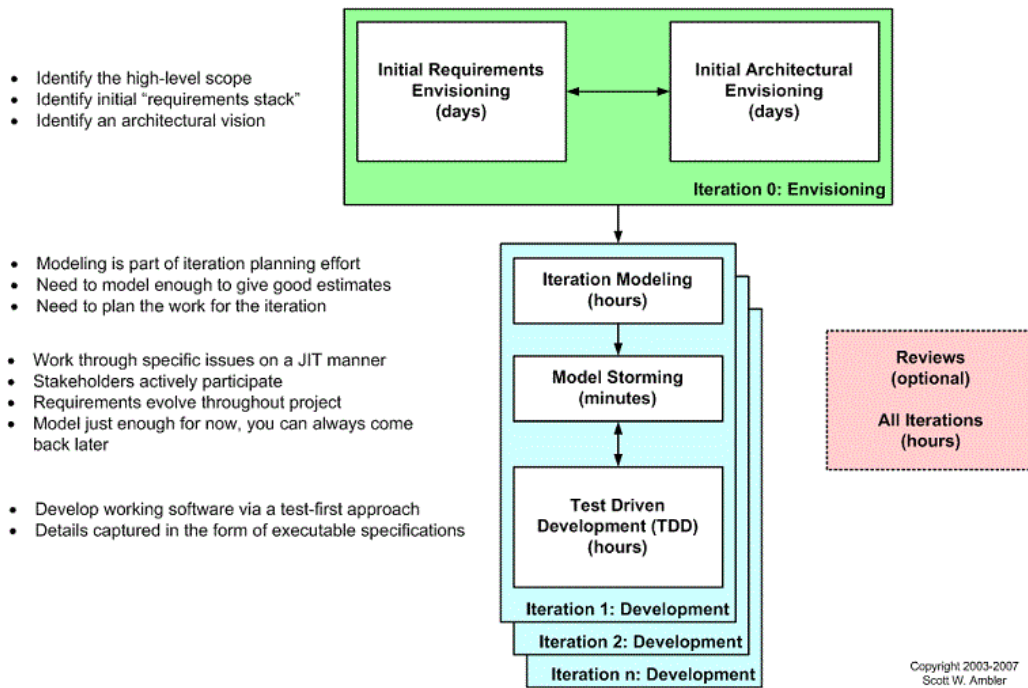 Initial Requirements
Envisioning
(days)
Initial Architectural
Envisioning
(days)
Iteration 0: Envisioning
• Identify the high-level scope
• Identify initial “requirements stack”
• Identify an architectural vision
• Modeling is part of iteration planning effort
• Need to model enough to give good estimates
• Need to plan the work for the iteration
Iteration Modeling
(hours)
• Work through specific issues on a JIT manner
• Stakeholders actively participate
• Requirements evolve throughout project
• Model just enough for now, you can always come
back later
Model Storming
(minutes)
• Develop working software via a test-first approach
• Details captured in the form of executable specifications
Test Driven
Development (TDD)
(hours)
Iteration 1: Development
Iteration 2: Development
Iteration n: Development
Reviews
(optional)
All Iterations
(hours)
Copyright 2003-2007
Scott W. Ambler